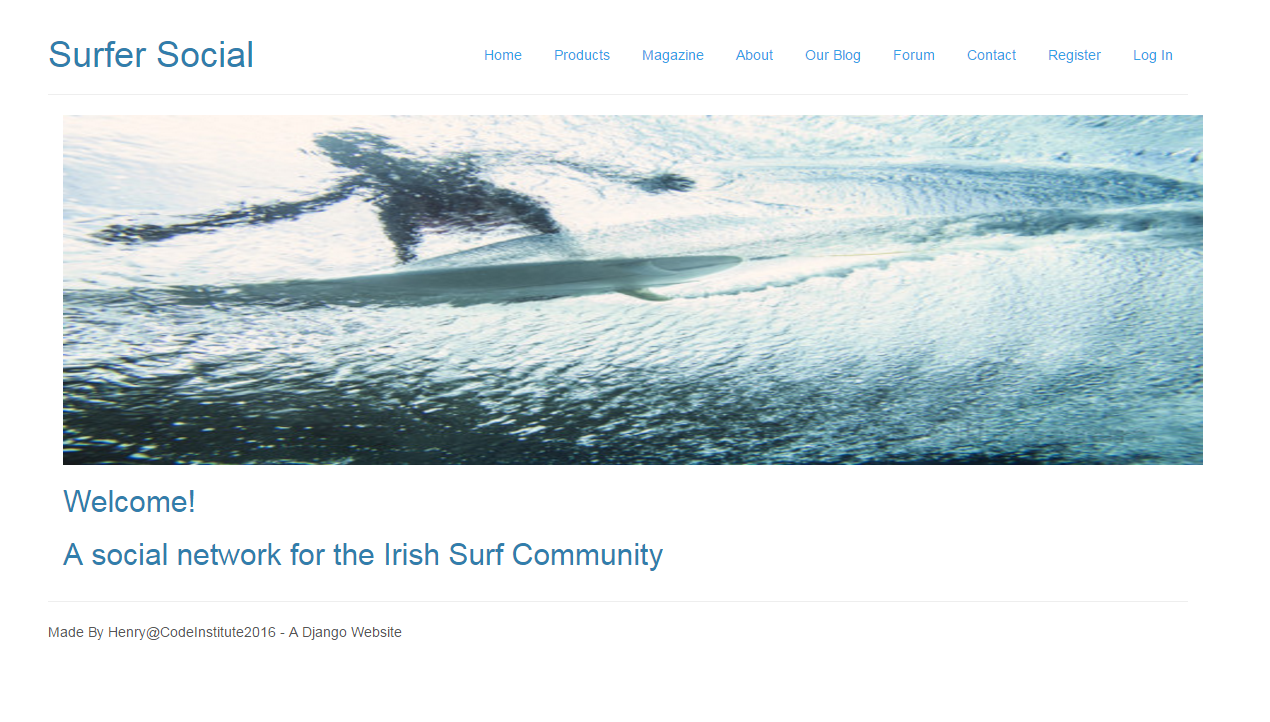 Surfer Social
Home Products Magazine About Our Blog Forum Contact Register Log In
Welcome!
A social network for the Irish Surf Community
Made By Henry@CodeInstitute2016 - A Django Website